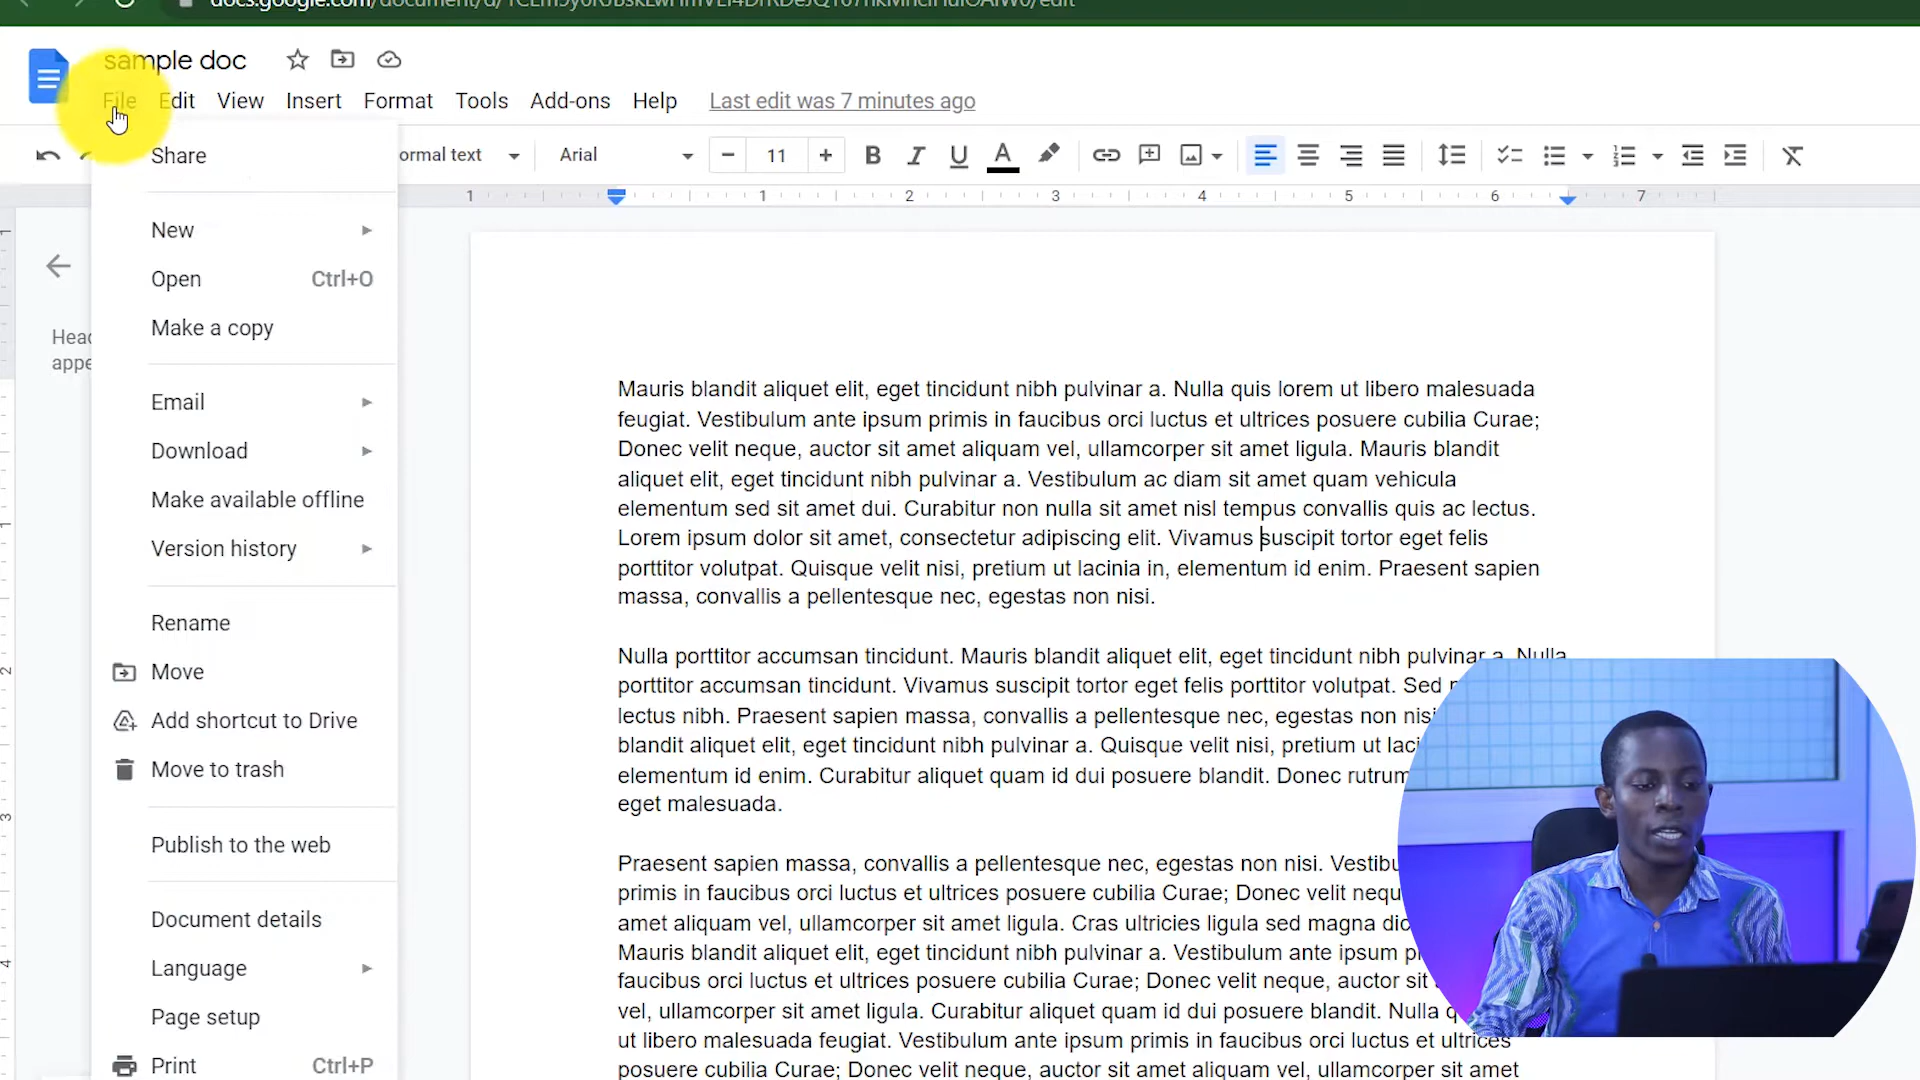 sample doc
File Edit View Insert Format Tools Add-ons Help Last edit was 7 minutes ago
ormal text Arial 11
1 1 2 3 4 5 6 7
Share
New
Open Ctrl+O
Make a copy
Email
Download
Make available offline
Version history
Rename
Move
Add shortcut to Drive
Move to trash
Publish to the web
Document details
Language
Page setup
Print Ctrl+P
Mauris blandit aliquet elit, eget tincidunt nibh pulvinar a. Nulla quis lorem ut libero malesuada
feugiat. Vestibulum ante ipsum primis in faucibus orci luctus et ultrices posuere cubilia Curae;
Donec velit neque, auctor sit amet aliquam vel, ullamcorper sit amet ligula. Mauris blandit
aliquet elit, eget tincidunt nibh pulvinar a. Vestibulum ac diam sit amet quam vehicula
elementum sed sit amet dui. Curabitur non nulla sit amet nisl tempus convallis quis ac lectus.
Lorem ipsum dolor sit amet, consectetur adipiscing elit. Vivamus suscipit tortor eget felis
porttitor volutpat. Quisque velit nisi, pretium ut lacinia in, elementum id enim. Praesent sapien
massa, convallis a pellentesque nec, egestas non nisi.
Nulla porttitor accumsan tincidunt. Mauris blandit aliquet elit, eget tincidunt nibh pulvinar a. Nulla
porttitor accumsan tincidunt. Vivamus suscipit tortor eget felis porttitor volutpat. Sed
lectus nibh. Praesent sapien massa, convallis a pellentesque nec, egestas non nisi
blandit aliquet elit, eget tincidunt nibh pulvinar a. Quisque velit nisi, pretium ut laci
elementum id enim. Curabitur aliquet quam id dui posuere blandit. Donec rutrum
eget malesuada.
Praesent sapien massa, convallis a pellentesque nec, egestas non nisi. Vestibu
primis in faucibus orci luctus et ultrices posuere cubilia Curae; Donec velit neque
amet aliquam vel, ullamcorper sit amet ligula. Cras ultricies ligula sed magna dic
Mauris blandit aliquet elit, eget tincidunt nibh pulvinar a. Vestibulum ante ipsum p
faucibus orci luctus et ultrices posuere cubilia Curae; Donec velit neque, auctor sit
vel, ullamcorper sit amet ligula. Curabitur aliquet quam id dui posuere blandit. Nulla q
ut libero malesuada feugiat. Vestibulum ante ipsum primis in faucibus orci luctus et ultrices
posuere cubilia Curae; Donec velit neque, auctor sit amet aliquam vel, ullamcorper sit amet